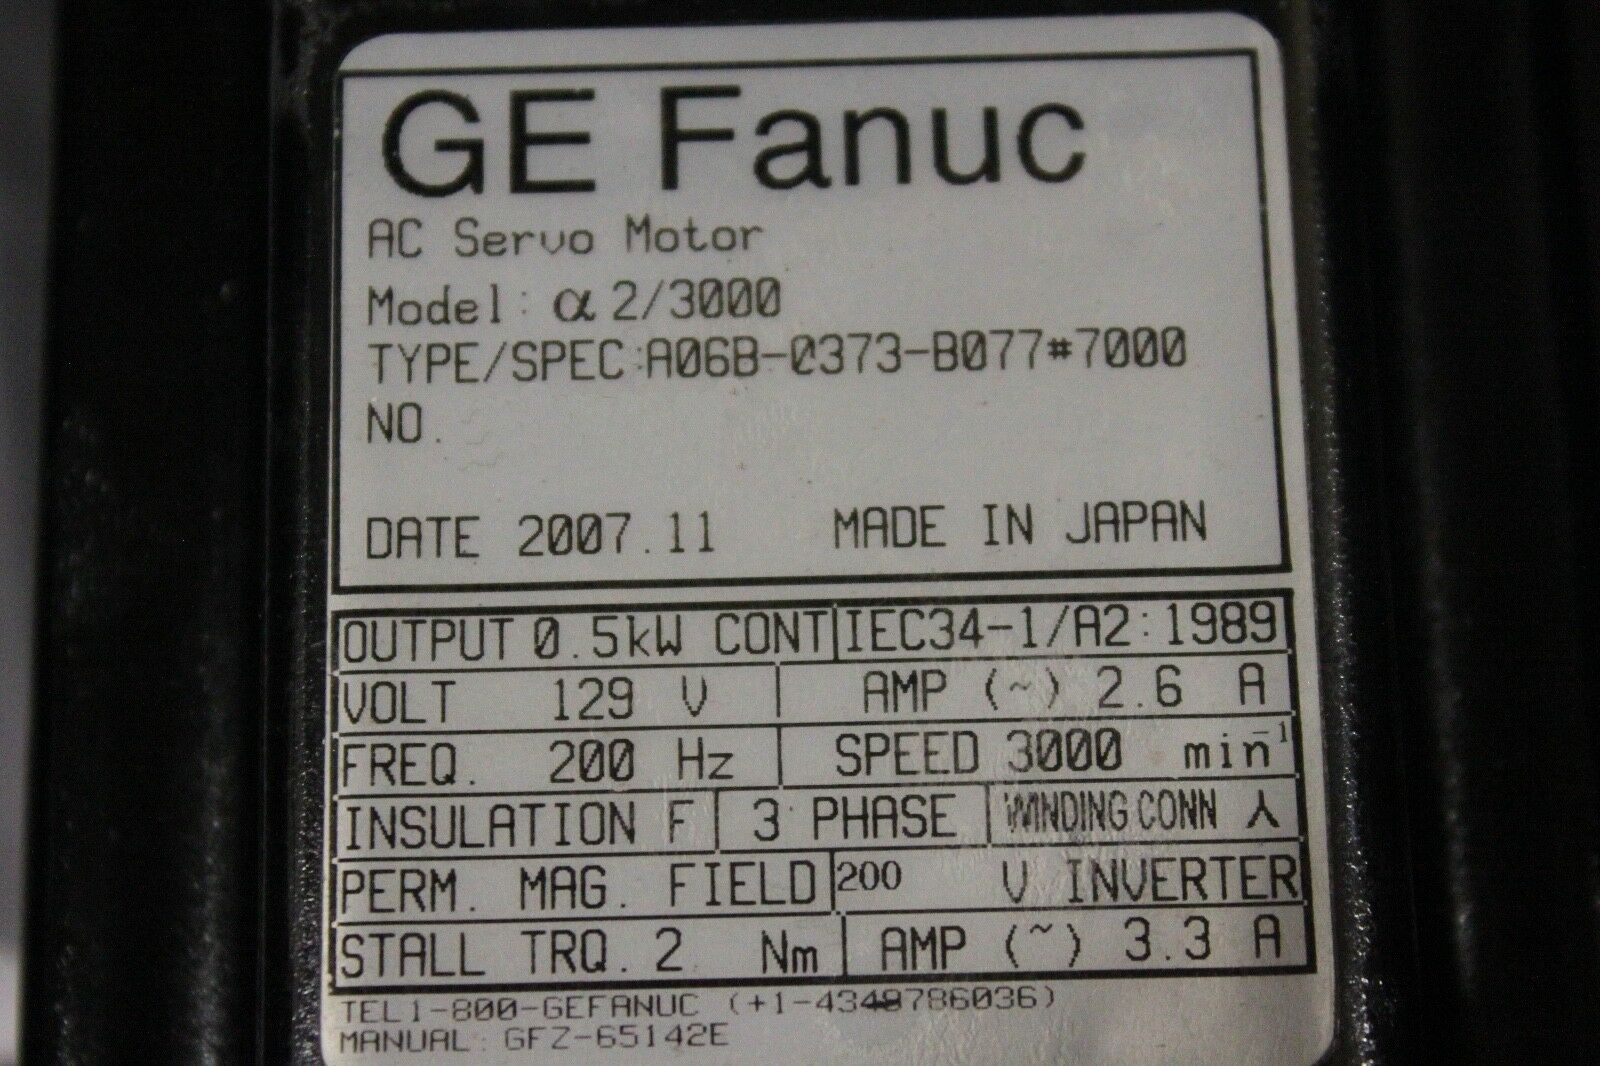 GE Fanuc
AC Servo Motor
Model: α 2/3000
TYPE/SPEC:A06B-0373-B077#7000
NO.
DATE 2007.11 MADE IN JAPAN
OUTPUT 0.5kW CONT IEC34-1/A2:1989
VOLT 129 V AMP (~) 2.6 A
FREQ. 200 Hz SPEED 3000 min⁻¹
INSULATION F 3 PHASE WINDING CONN
PERM. MAG. FIELD 200 V INVERTER
STALL TRQ. 2 Nm AMP (~) 3.3 A
TEL1-800-GEFANUC
MANUAL: GFZ-65142E